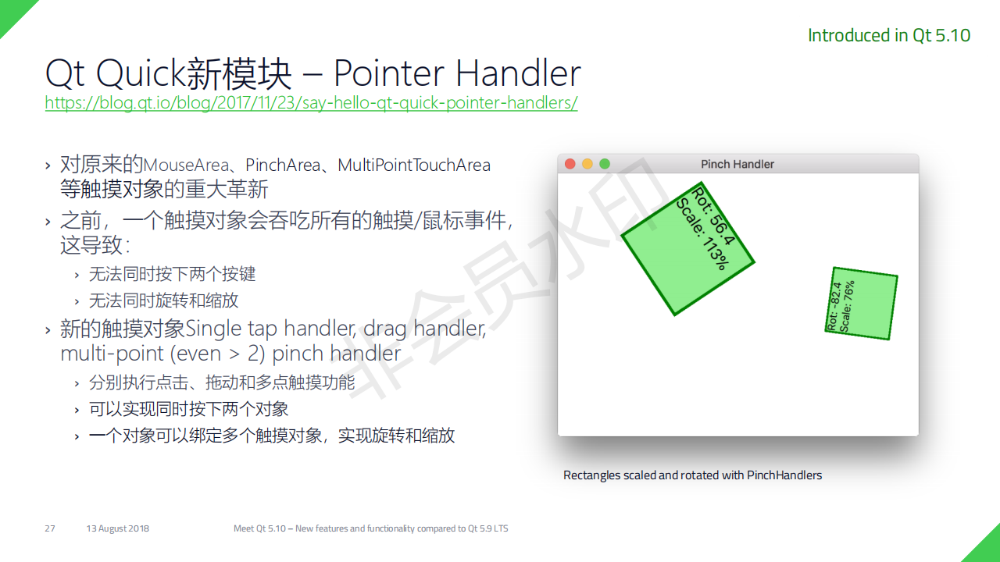 Introduced in Qt 5.10
Qt Quick新模块 – Pointer Handler
https://blog.qt.io/blog/2017/11/23/say-hello-qt-quick-pointer-handlers/
› 对原来的MouseArea、PinchArea、MultiPointTouchArea
等触摸对象的重大革新
› 之前，一个触摸对象会吞吃所有的触摸/鼠标事件，
这导致：
› 无法同时按下两个按键
› 无法同时旋转和缩放
› 新的触摸对象Single tap handler, drag handler,
multi-point (even > 2) pinch handler
› 分别执行点击、拖动和多点触摸功能
› 可以实现同时按下两个对象
› 一个对象可以绑定多个触摸对象，实现旋转和缩放
Pinch Handler
Rot: 56.4
Scale: 113%
Rot: -82.4
Scale: 76%
Rectangles scaled and rotated with PinchHandlers
非会员水印
27
13 August 2018
Meet Qt 5.10 – New features and functionality compared to Qt 5.9 LTS